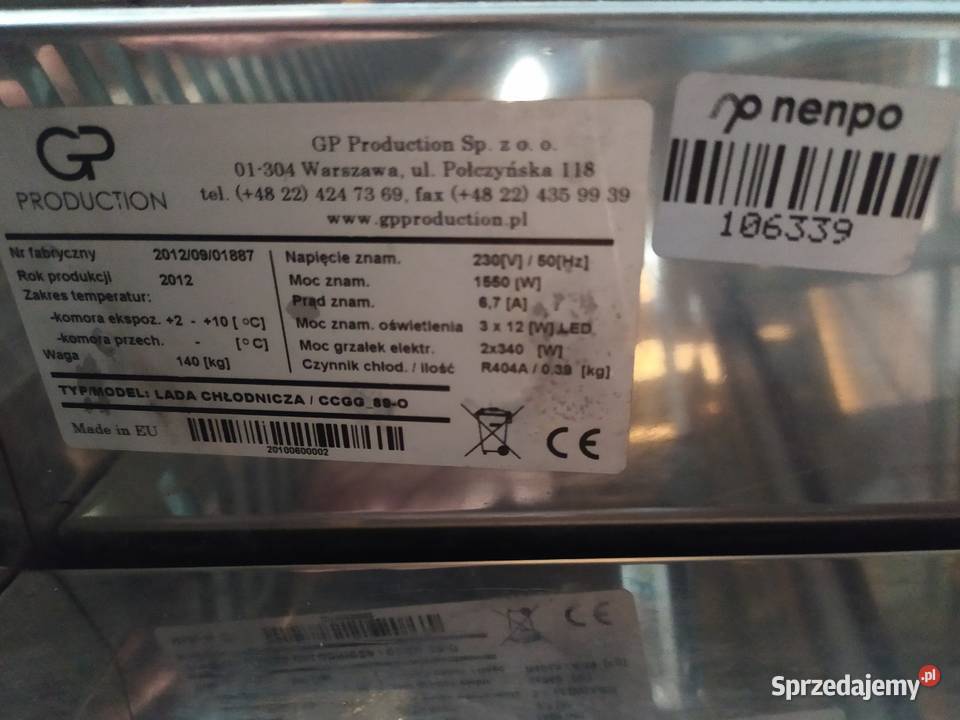 GP
PRODUCTION
GP Production Sp. z o. o.
01-304 Warszawa, ul. Połczyńska 118
tel. (+48 22) 424 73 69, fax (+48 22) 435 99 39
www.gpproduction.pl
Nr fabryczny 2012/09/01887
Rok produkcji 2012
Zakres temperatur:
-komora ekspoz. +2 - +10 [ °C]
-komora przech. - [°C]
Waga 140 [kg]
Napięcie znam. 230[V] / 50[Hz]
Moc znam. 1550 [W]
Prąd znam. 6,7 [A]
Moc znam. oświetlenia 3 x 12 [W] LED
Moc grzałek elektr. 2x340 [W]
Czynnik chłod. / ilość R404A / 0.39 [kg]
TYP/MODEL: LADA CHŁODNICZA / CCGG_89-O
Made in EU
20100600002
CE
nenpo
106339
CE
Sprzedajemy.pl